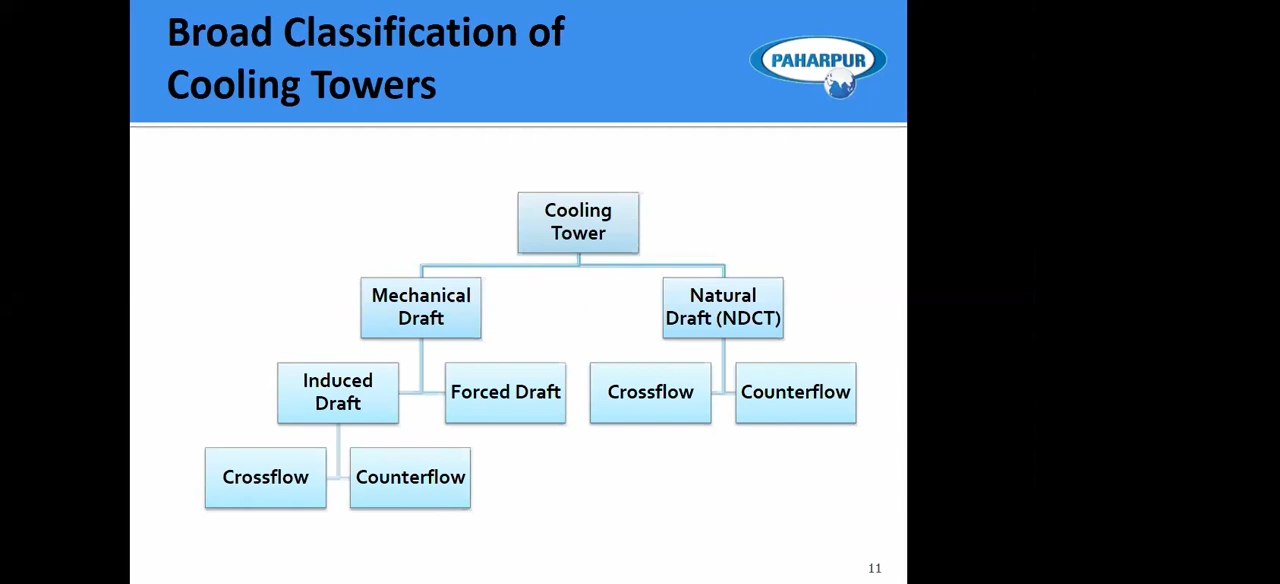 Broad Classification of
Cooling Towers
PAHARPUR
Cooling
Tower
Mechanical
Draft
Natural
Draft (NDCT)
Induced
Draft
Forced Draft
Crossflow
Counterflow
Crossflow
Counterflow
11